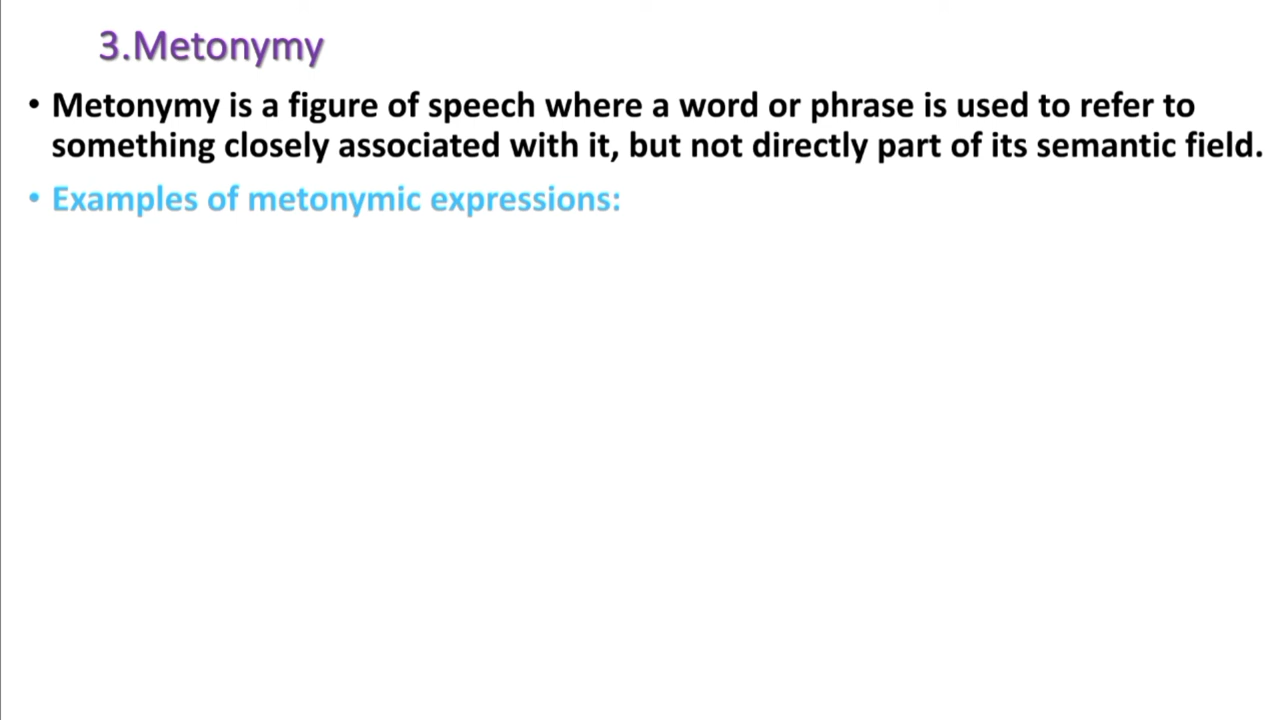 3.Metonymy
• Metonymy is a figure of speech where a word or phrase is used to refer to
something closely associated with it, but not directly part of its semantic field.
• Examples of metonymic expressions: